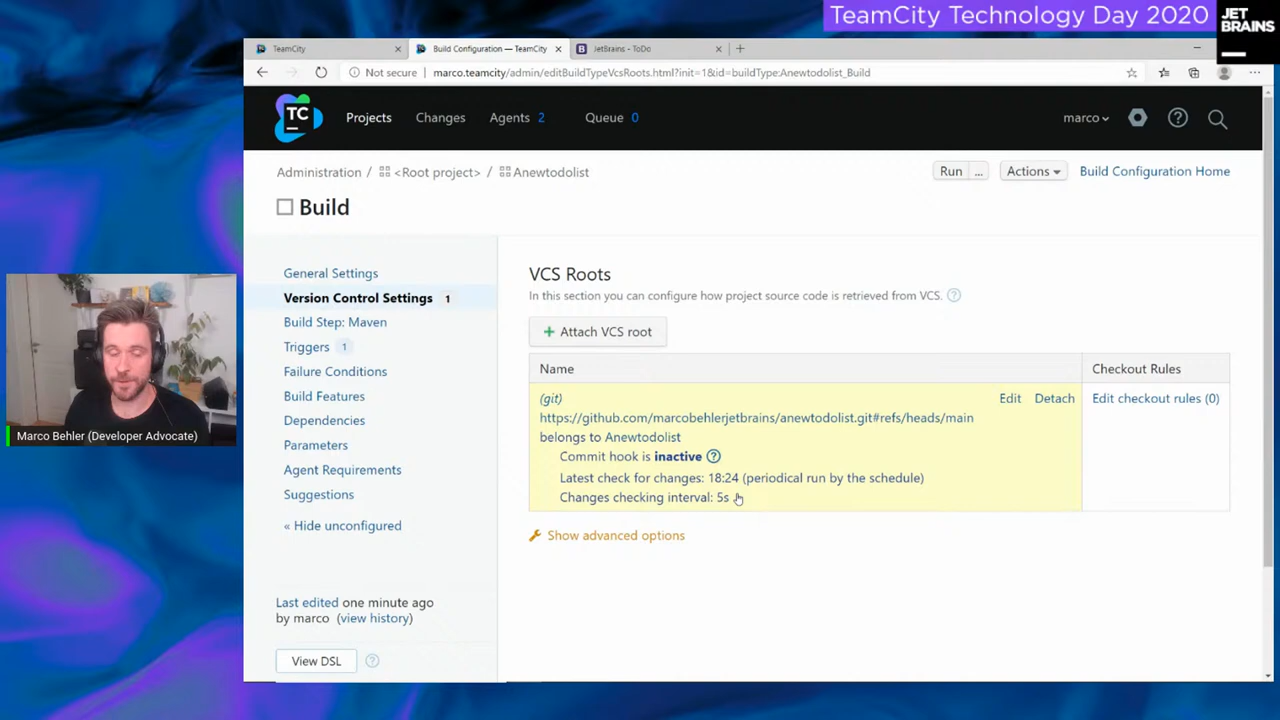 TeamCity Technology Day 2020
JET
BRAINS
TeamCity
Build Configuration — TeamCity
JetBrains - ToDo
Not secure
marco.teamcity/admin/editBuildTypeVcsRoots.html?init=1&id=buildType:Anewtodolist_Build
TC
Projects
Changes
Agents 2
Queue 0
marco
Administration / <Root project> / Anewtodolist
Run ...
Actions
Build Configuration Home
Build
General Settings
Version Control Settings 1
Build Step: Maven
Triggers 1
Failure Conditions
Build Features
Dependencies
Parameters
Agent Requirements
Suggestions
« Hide unconfigured
Last edited one minute ago
by marco (view history)
View DSL
VCS Roots
In this section you can configure how project source code is retrieved from VCS.
+ Attach VCS root
Name
Checkout Rules
(git)
Edit
Detach
Edit checkout rules (0)
https://github.com/marcobehlerjetbrains/anewtodolist.git#refs/heads/main
belongs to Anewtodolist
Commit hook is inactive
Latest check for changes: 18:24 (periodical run by the schedule)
Changes checking interval: 5s
Show advanced options
Marco Behler (Developer Advocate)